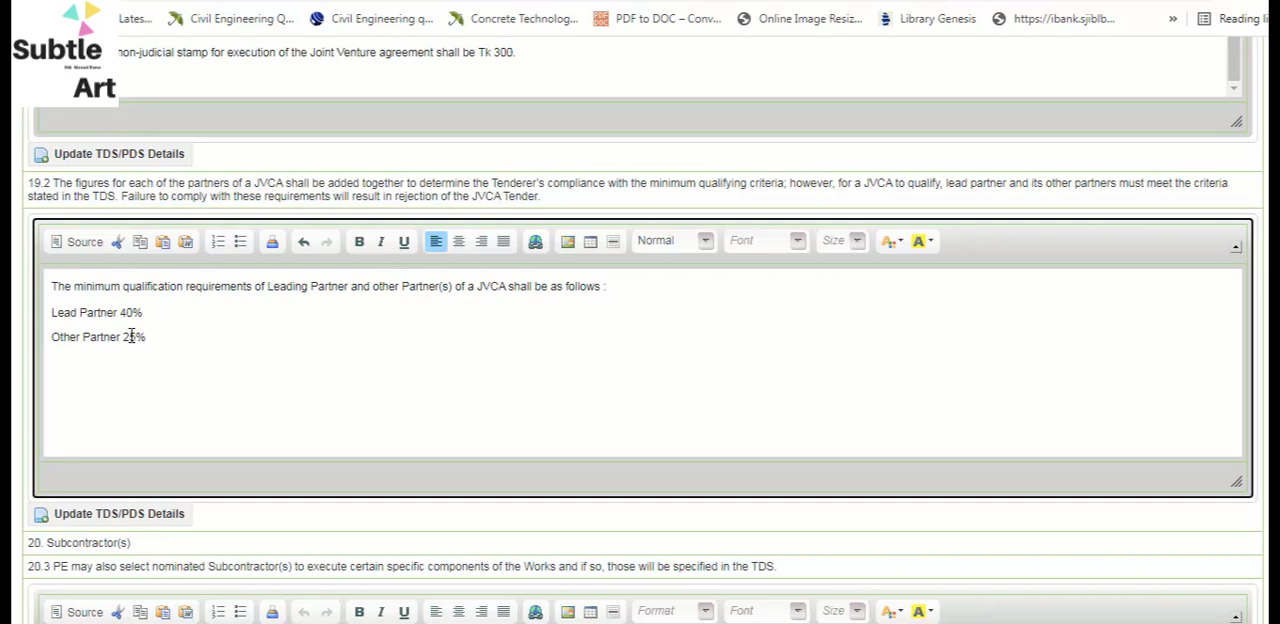 Lates...
Civil Engineering Q...
Civil Engineering q...
Concrete Technolog...
PDF to DOC – Conv...
Online Image Resiz...
Library Genesis
https://ibank.sjiblb...
»
Reading li
Subtle
Art
non-judicial stamp for execution of the Joint Venture agreement shall be Tk 300.
Update TDS/PDS Details
19.2 The figures for each of the partners of a JVCA shall be added together to determine the Tenderer's compliance with the minimum qualifying criteria; however, for a JVCA to qualify, lead partner and its other partners must meet the criteria
stated in the TDS. Failure to comply with these requirements will result in rejection of the JVCA Tender.
Source
B I U
Normal
Font
Size
The minimum qualification requirements of Leading Partner and other Partner(s) of a JVCA shall be as follows :
Lead Partner 40%
Other Partner 25%
Update TDS/PDS Details
20. Subcontractor(s)
20.3 PE may also select nominated Subcontractor(s) to execute certain specific components of the Works and if so, those will be specified in the TDS.
Source
B I U
Format
Font
Size